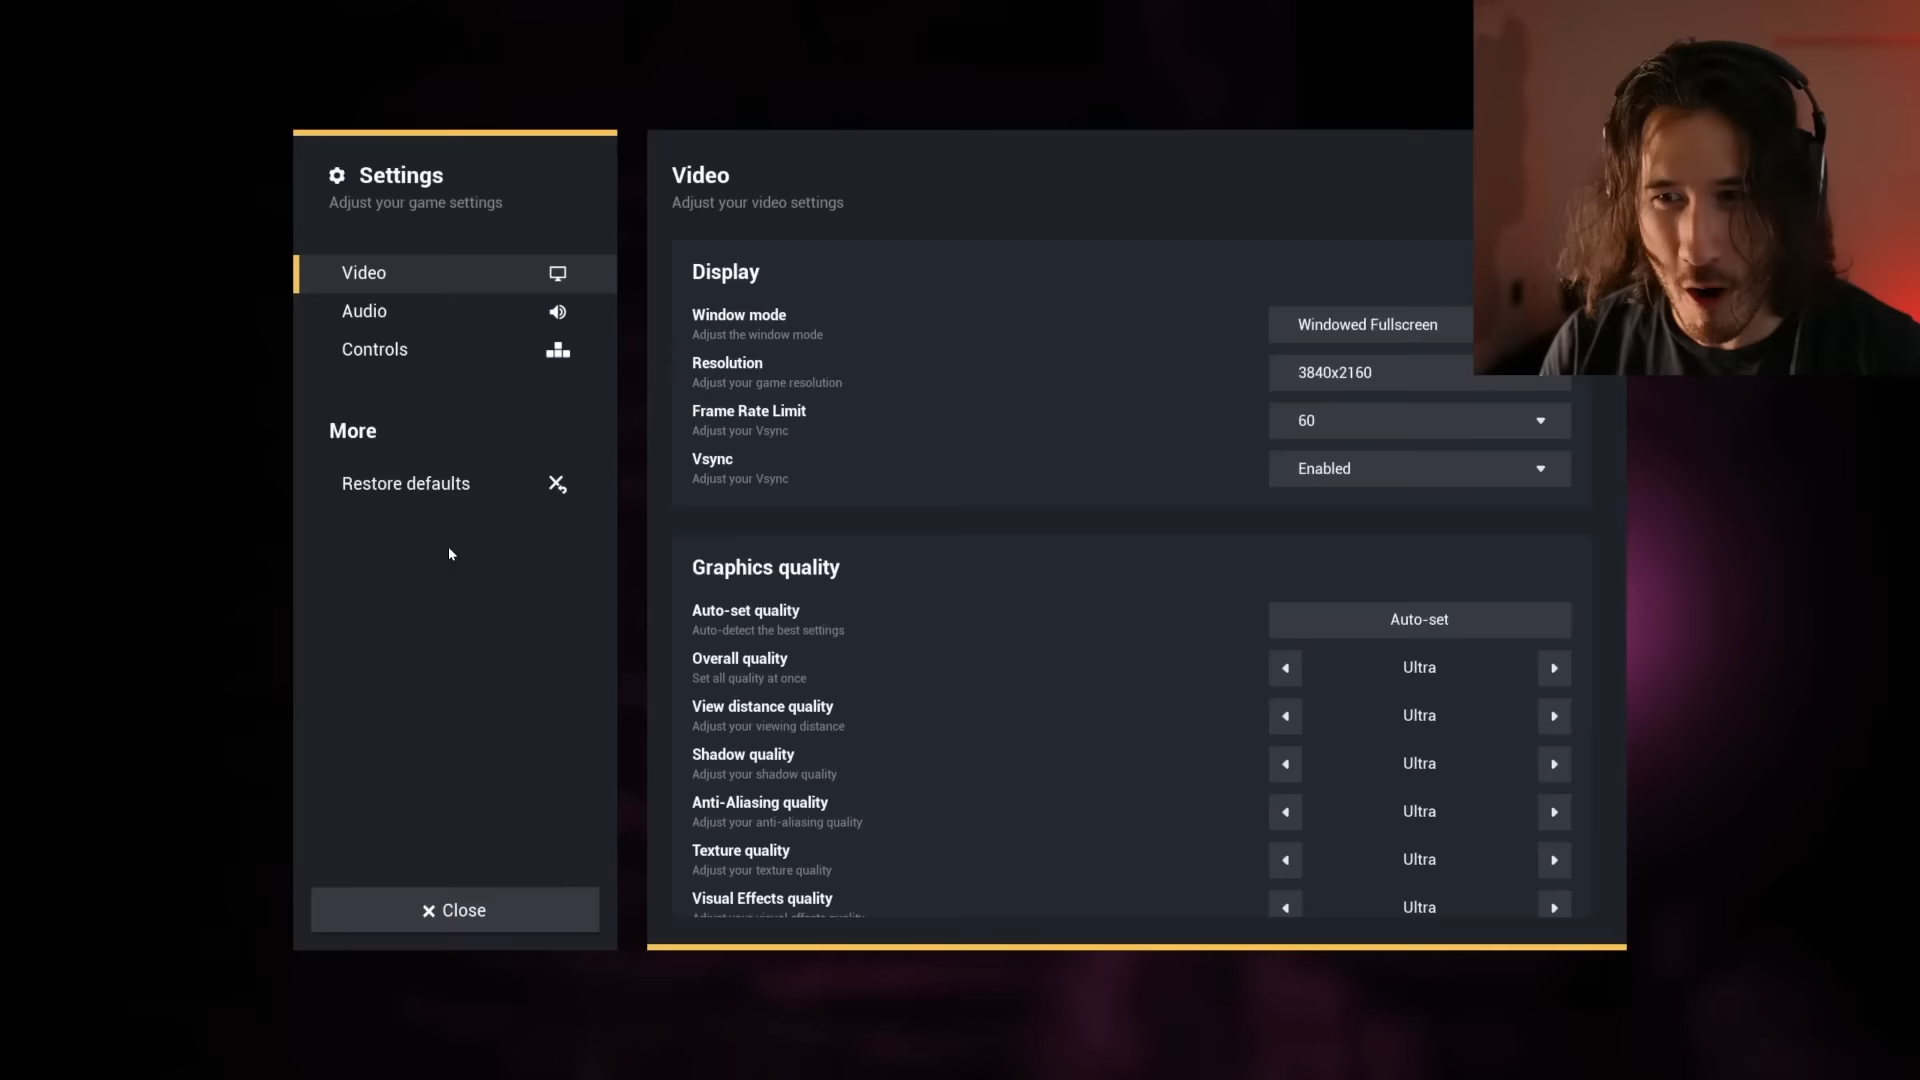 Settings
Adjust your game settings
Video
Audio
Controls
More
Restore defaults
Close
Video
Adjust your video settings
Display
Window mode
Adjust the window mode
Windowed Fullscreen
Resolution
Adjust your game resolution
3840x2160
Frame Rate Limit
Adjust your Vsync
60
Vsync
Adjust your Vsync
Enabled
Graphics quality
Auto-set quality
Auto-detect the best settings
Auto-set
Overall quality
Set all quality at once
Ultra
View distance quality
Adjust your viewing distance
Ultra
Shadow quality
Adjust your shadow quality
Ultra
Anti-Aliasing quality
Adjust your anti-aliasing quality
Ultra
Texture quality
Adjust your texture quality
Ultra
Visual Effects quality
Adjust your visual effects quality
Ultra